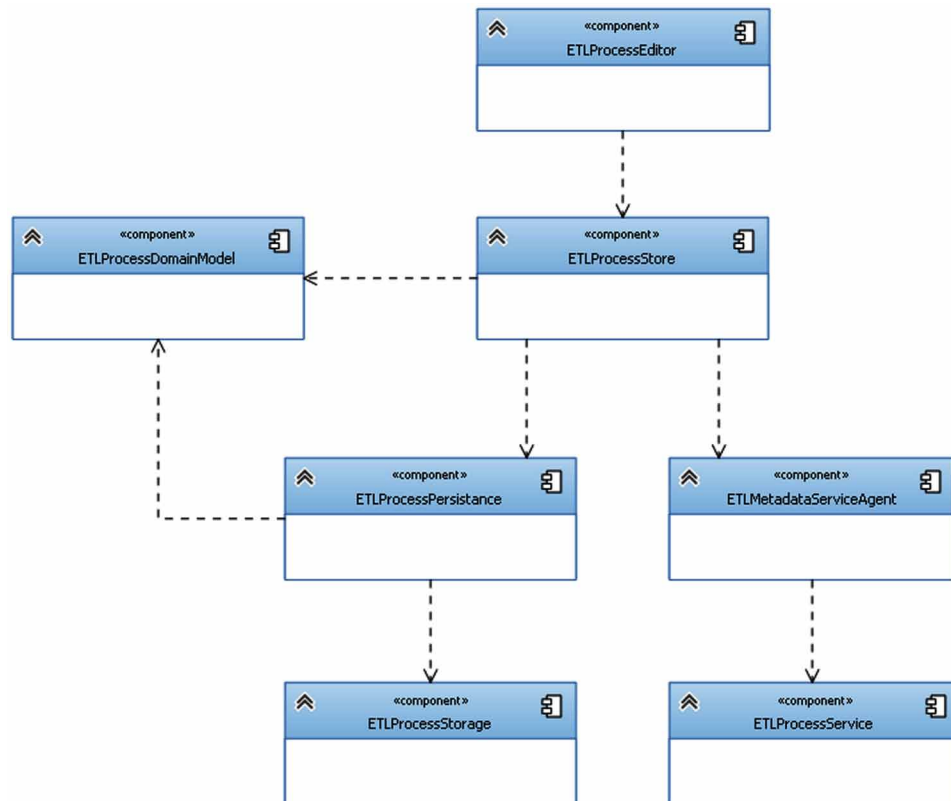 «component»
ETLProcessEditor
«component»
ETLProcessDomainModel
«component»
ETLProcessStore
«component»
ETLProcessPersistance
«component»
ETLMetadataServiceAgent
«component»
ETLProcessStorage
«component»
ETLProcessService